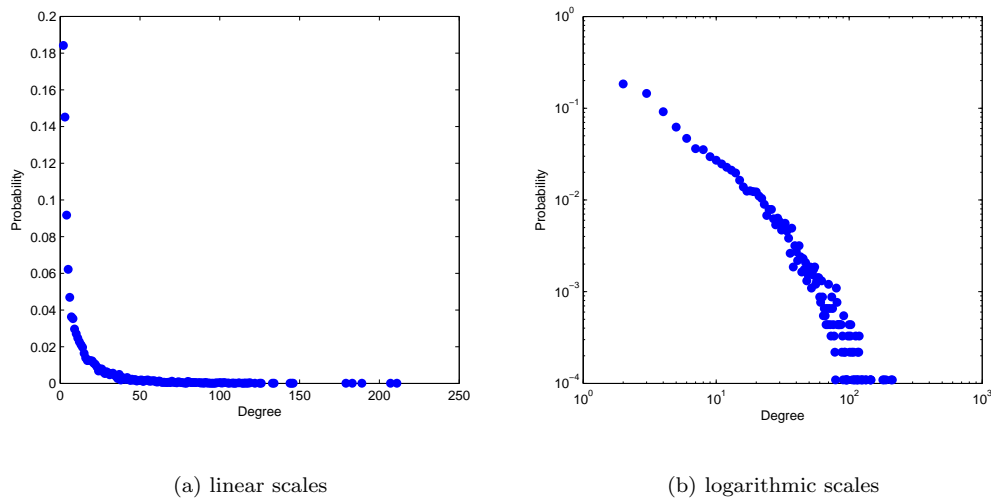 0.2
0.18
0.16
0.14
0.12
0.1
0.08
0.06
0.04
0.02
0
Probability
0 50 100 150 200 250
Degree
(a) linear scales
10^0
10^-1
10^-2
10^-3
10^-4
Probability
10^0 10^1 10^2 10^3
Degree
(b) logarithmic scales